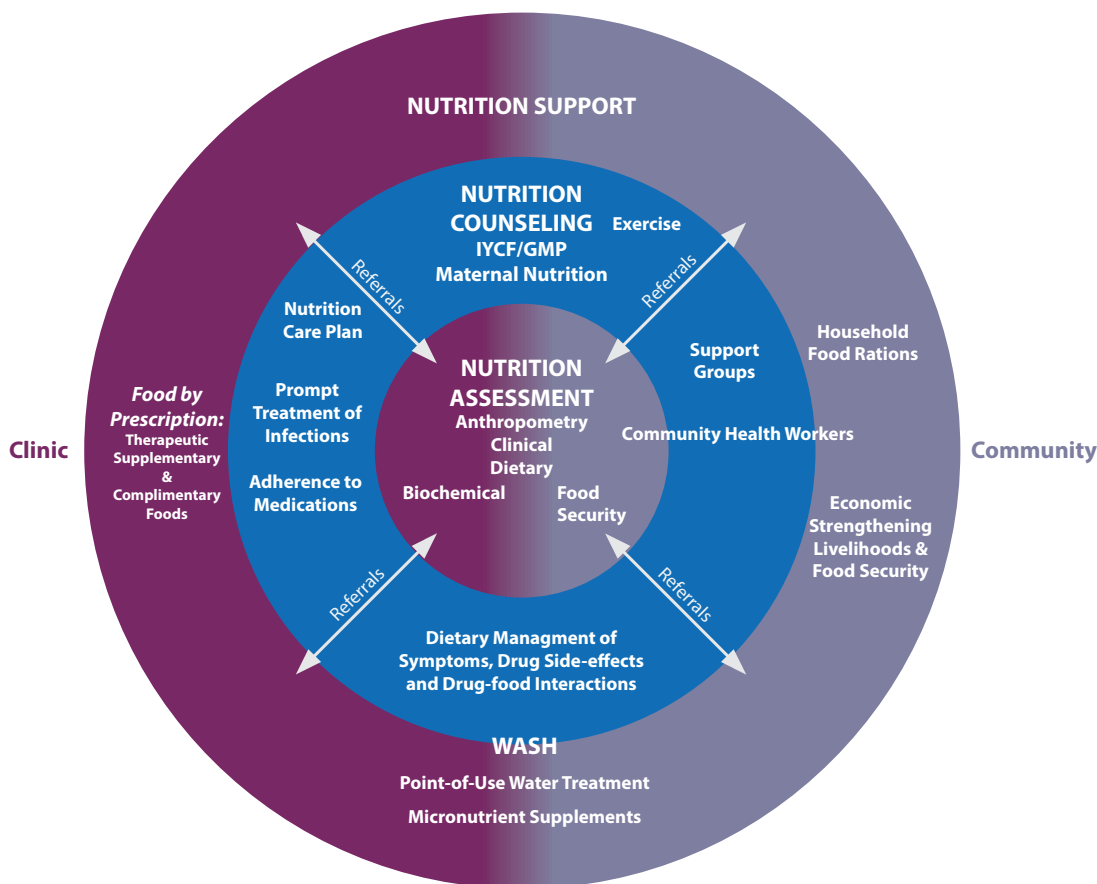 NUTRITION SUPPORT
NUTRITION
COUNSELING
IYCF/GMP
Maternal Nutrition
Exercise
Referrals
Referrals
Nutrition
Care Plan
Prompt
Treatment of
Infections
Adherence to
Medications
Food by
Prescription:
Therapeutic
Supplementary
&
Complimentary
Foods
Clinic
NUTRITION
ASSESSMENT
Anthropometry
Clinical
Dietary
Biochemical
Food
Security
Support
Groups
Community Health Workers
Household
Food Rations
Community
Economic
Strengthening
Livelihoods &
Food Security
Referrals
Referrals
Dietary Managment of
Symptoms, Drug Side-effects
and Drug-food Interactions
WASH
Point-of-Use Water Treatment
Micronutrient Supplements